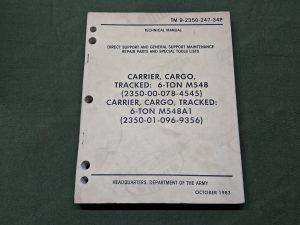 TM 9-2350-247-34P
TECHNICAL MANUAL
DIRECT SUPPORT AND GENERAL SUPPORT MAINTENANCE
REPAIR PARTS AND SPECIAL TOOLS LISTS
CARRIER, CARGO,
TRACKED: 6-TON M548
(2350-00-078-4545)
CARRIER, CARGO, TRACKED:
6-TON M548A1
(2350-01-096-9356)
HEADQUARTERS, DEPARTMENT OF THE ARMY
OCTOBER 1983